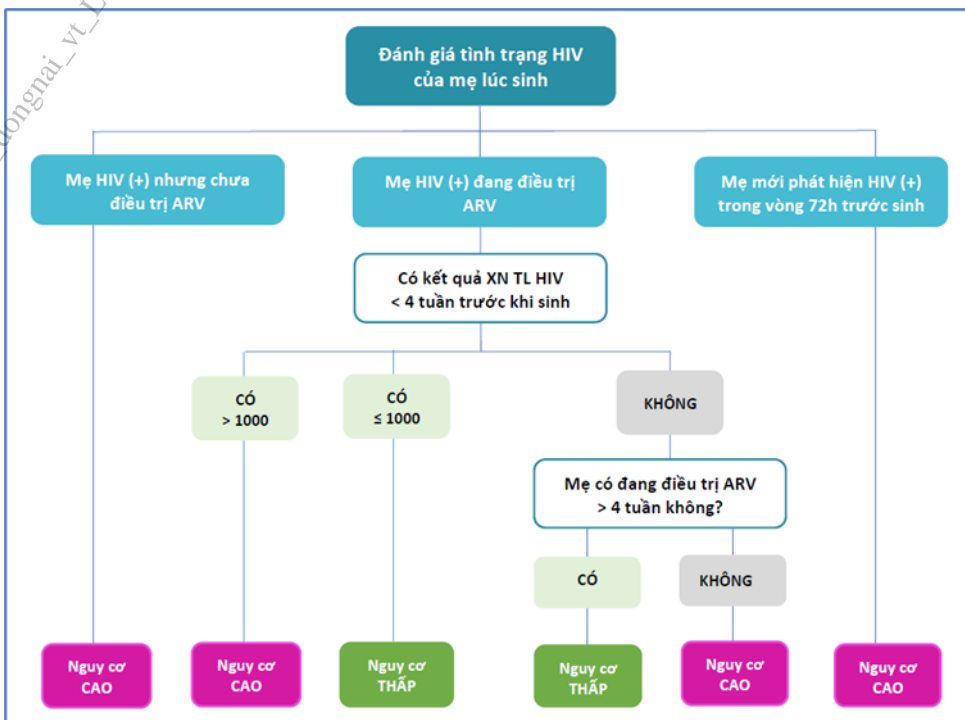 Đánh giá tình trạng HIV
của mẹ lúc sinh
Mẹ HIV (+) nhưng chưa
điều trị ARV
Mẹ HIV (+) đang điều trị
ARV
Mẹ mới phát hiện HIV (+)
trong vòng 72h trước sinh
Có kết quả XN TL HIV
< 4 tuần trước khi sinh
CÓ
> 1000
CÓ
≤ 1000
KHÔNG
Mẹ có đang điều trị ARV
> 4 tuần không?
CÓ
KHÔNG
Nguy cơ
CAO
Nguy cơ
CAO
Nguy cơ
THẤP
Nguy cơ
THẤP
Nguy cơ
CAO
Nguy cơ
CAO
dongnai_vt_